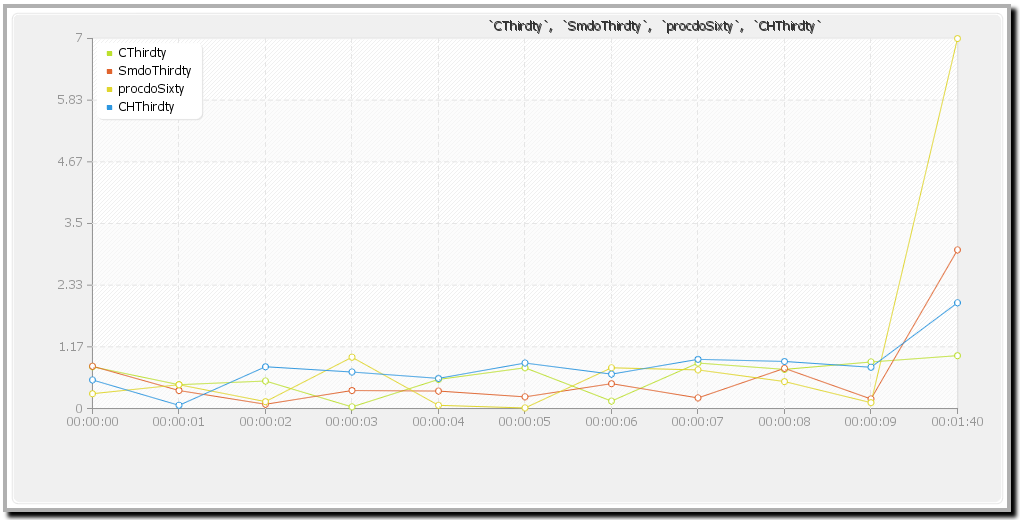 `CThirdty`, `SmdoThirdty`, `procdoSixty`, `CHThirdty`
7
CThirdty
SmdoThirdty
procdoSixty
CHThirdty
5.83
4.67
3.5
2.33
1.17
0
00:00:00 00:00:01 00:00:02 00:00:03 00:00:04 00:00:05 00:00:06 00:00:07 00:00:08 00:00:09 00:01:40